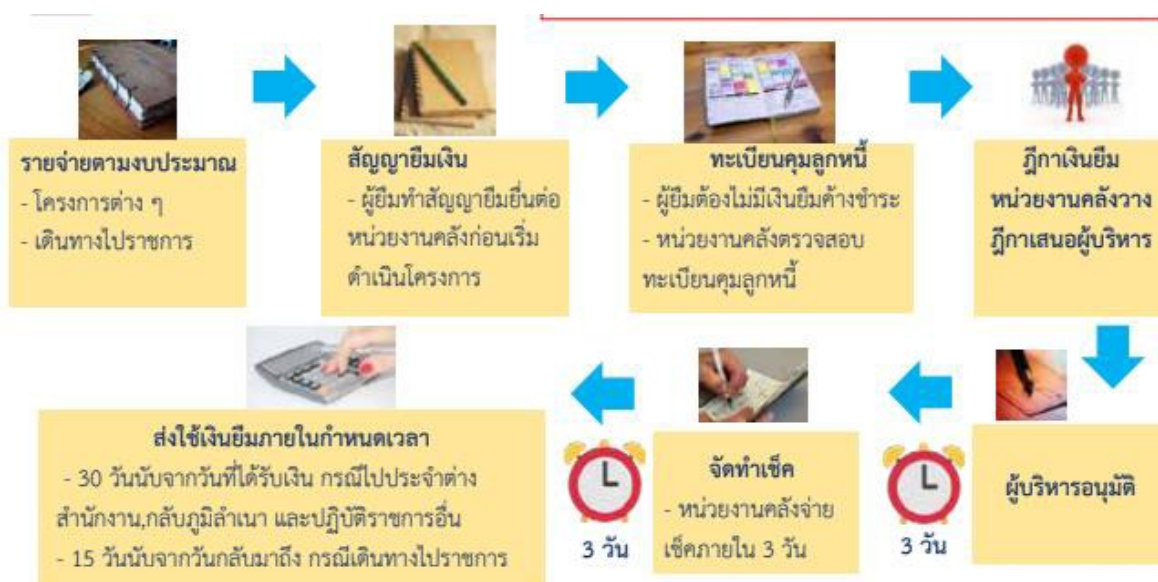 รายจ่ายตามงบประมาณ
- โครงการต่าง ๆ
- เดินทางไปราชการ
สัญญายืมเงิน
- ผู้ยืมทำสัญญายืมยื่นต่อ
หน่วยงานคลังก่อนเริ่ม
ดำเนินโครงการ
ทะเบียนคุมลูกหนี้
- ผู้ยืมต้องไม่มีเงินยืมค้างชำระ
- หน่วยงานคลังตรวจสอบ
ทะเบียนคุมลูกหนี้
ฎีกาเงินยืม
หน่วยงานคลังวาง
ฎีกาเสนอผู้บริหาร
ผู้บริหารอนุมัติ
3 วัน
จัดทำเช็ค
- หน่วยงานคลังจ่าย
เช็คภายใน 3 วัน
3 วัน
ส่งใช้เงินยืมภายในกำหนดเวลา
- 30 วันนับจากวันที่ได้รับเงิน กรณีไปประจำต่าง
สำนักงาน,กลับภูมิลำเนา และปฏิบัติราชการอื่น
- 15 วันนับจากวันกลับมาถึง กรณีเดินทางไปราชการ